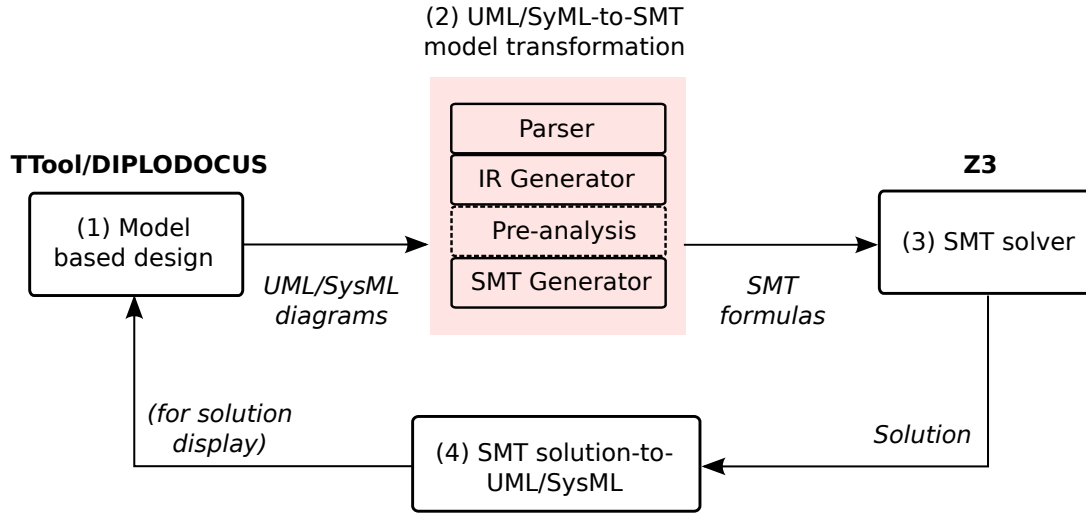 (2) UML/SyML-to-SMT
model transformation
Parser
IR Generator
Pre-analysis
SMT Generator
TTool/DIPLODOCUS
(1) Model
based design
UML/SysML
diagrams
SMT
formulas
Z3
(3) SMT solver
Solution
(4) SMT solution-to-
UML/SysML
(for solution
display)